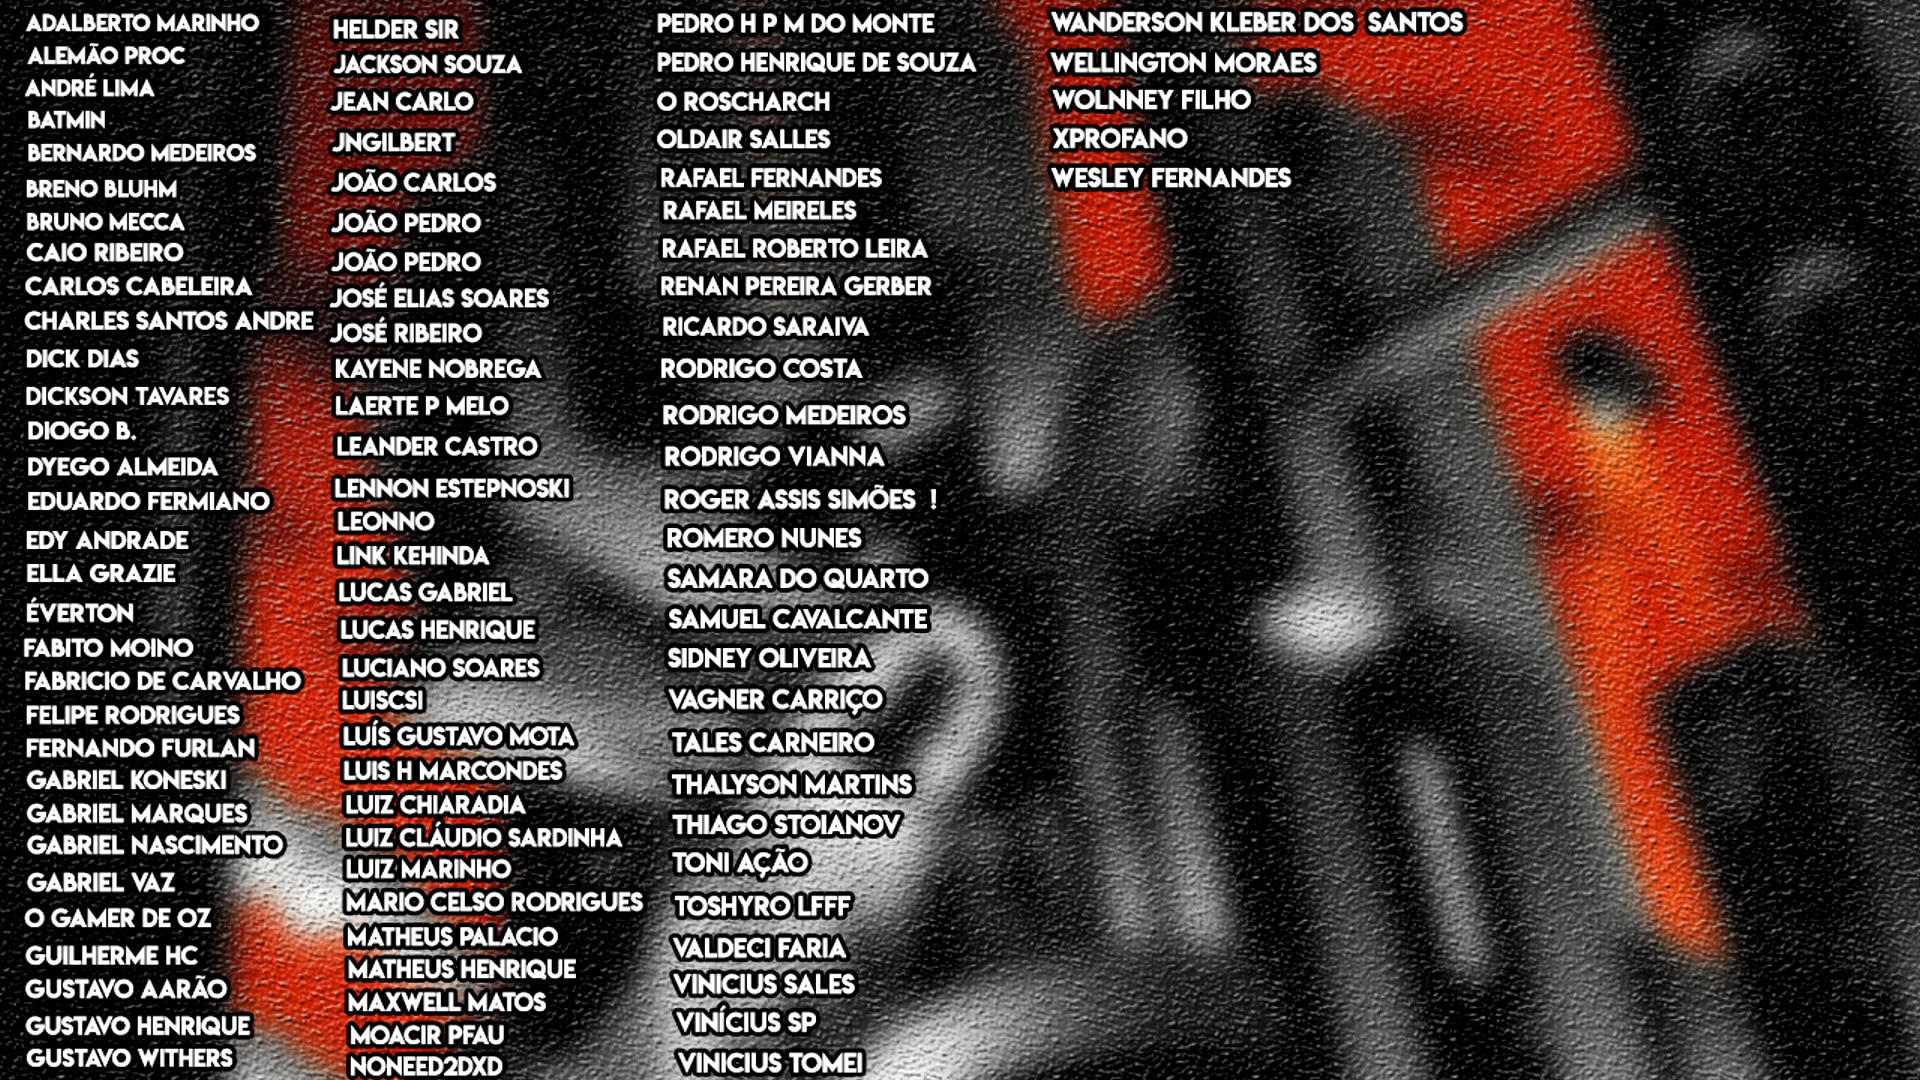 ADALBERTO MARINHO
ALEMÃO PROC
ANDRÉ LIMA
BATMIN
BERNARDO MEDEIROS
BRENO BLUHM
BRUNO MECCA
CAIO RIBEIRO
CARLOS CABELEIRA
CHARLES SANTOS ANDRE
DICK DIAS
DICKSON TAVARES
DIOGO B.
DYEGO ALMEIDA
EDUARDO FERMIANO
EDY ANDRADE
ELLA GRAZIE
ÉVERTON
FABITO MOINO
FABRICIO DE CARVALHO
FELIPE RODRIGUES
FERNANDO FURLAN
GABRIEL KONESKI
GABRIEL MARQUES
GABRIEL NASCIMENTO
GABRIEL VAZ
O GAMER DE OZ
GUILHERME HC
GUSTAVO AARÃO
GUSTAVO HENRIQUE
GUSTAVO WITHERS
HELDER SIR
JACKSON SOUZA
JEAN CARLO
JNGILBERT
JOÃO CARLOS
JOÃO PEDRO
JOÃO PEDRO
JOSÉ ELIAS SOARES
JOSÉ RIBEIRO
KAYENE NOBREGA
LAERTE P MELO
LEANDER CASTRO
LENNON ESTEPNOSKI
LEONNO
LINK KEHINDA
LUCAS GABRIEL
LUCAS HENRIQUE
LUCIANO SOARES
LUISCSI
LUÍS GUSTAVO MOTA
LUIS H MARCONDES
LUIZ CHIARADIA
LUIZ CLÁUDIO SARDINHA
LUIZ MARINHO
MARIO CELSO RODRIGUES
MATHEUS PALACIO
MATHEUS HENRIQUE
MAXWELL MATOS
MOACIR PFAU
NONEED2DXD
PEDRO H P M DO MONTE
PEDRO HENRIQUE DE SOUZA
O ROSCHARCH
OLDAIR SALLES
RAFAEL FERNANDES
RAFAEL MEIRELES
RAFAEL ROBERTO LEIRA
RENAN PEREIRA GERBER
RICARDO SARAIVA
RODRIGO COSTA
RODRIGO MEDEIROS
RODRIGO VIANNA
ROGER ASSIS SIMÕES !
ROMERO NUNES
SAMARA DO QUARTO
SAMUEL CAVALCANTE
SIDNEY OLIVEIRA
VAGNER CARRIÇO
TALES CARNEIRO
THALYSON MARTINS
THIAGO STOIANOV
TONI AÇÃO
TOSHYRO LFFF
VALDECI FARIA
VINICIUS SALES
VINÍCIUS SP
VINICIUS TOMEI
WANDERSON KLEBER DOS SANTOS
WELLINGTON MORAES
WOLNNEY FILHO
XPROFANO
WESLEY FERNANDES